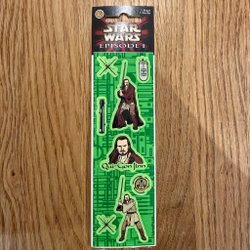 STAR
WARS
EPISODE I
Qui-Gon Jinn